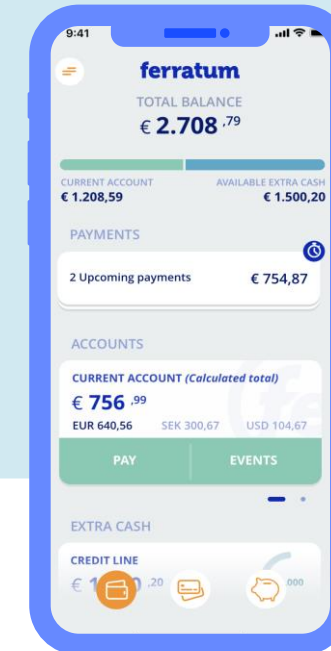 9:41
ferratum
TOTAL BALANCE
€ 2.708 ,79
CURRENT ACCOUNT AVAILABLE EXTRA CASH
€ 1.208,59 € 1.500,20
PAYMENTS
2 Upcoming payments € 754,87
ACCOUNTS
CURRENT ACCOUNT (Calculated total)
€ 756 ,99
EUR 640,56 SEK 300,67 USD 104,67
PAY EVENTS
EXTRA CASH
CREDIT LINE
€ ,20